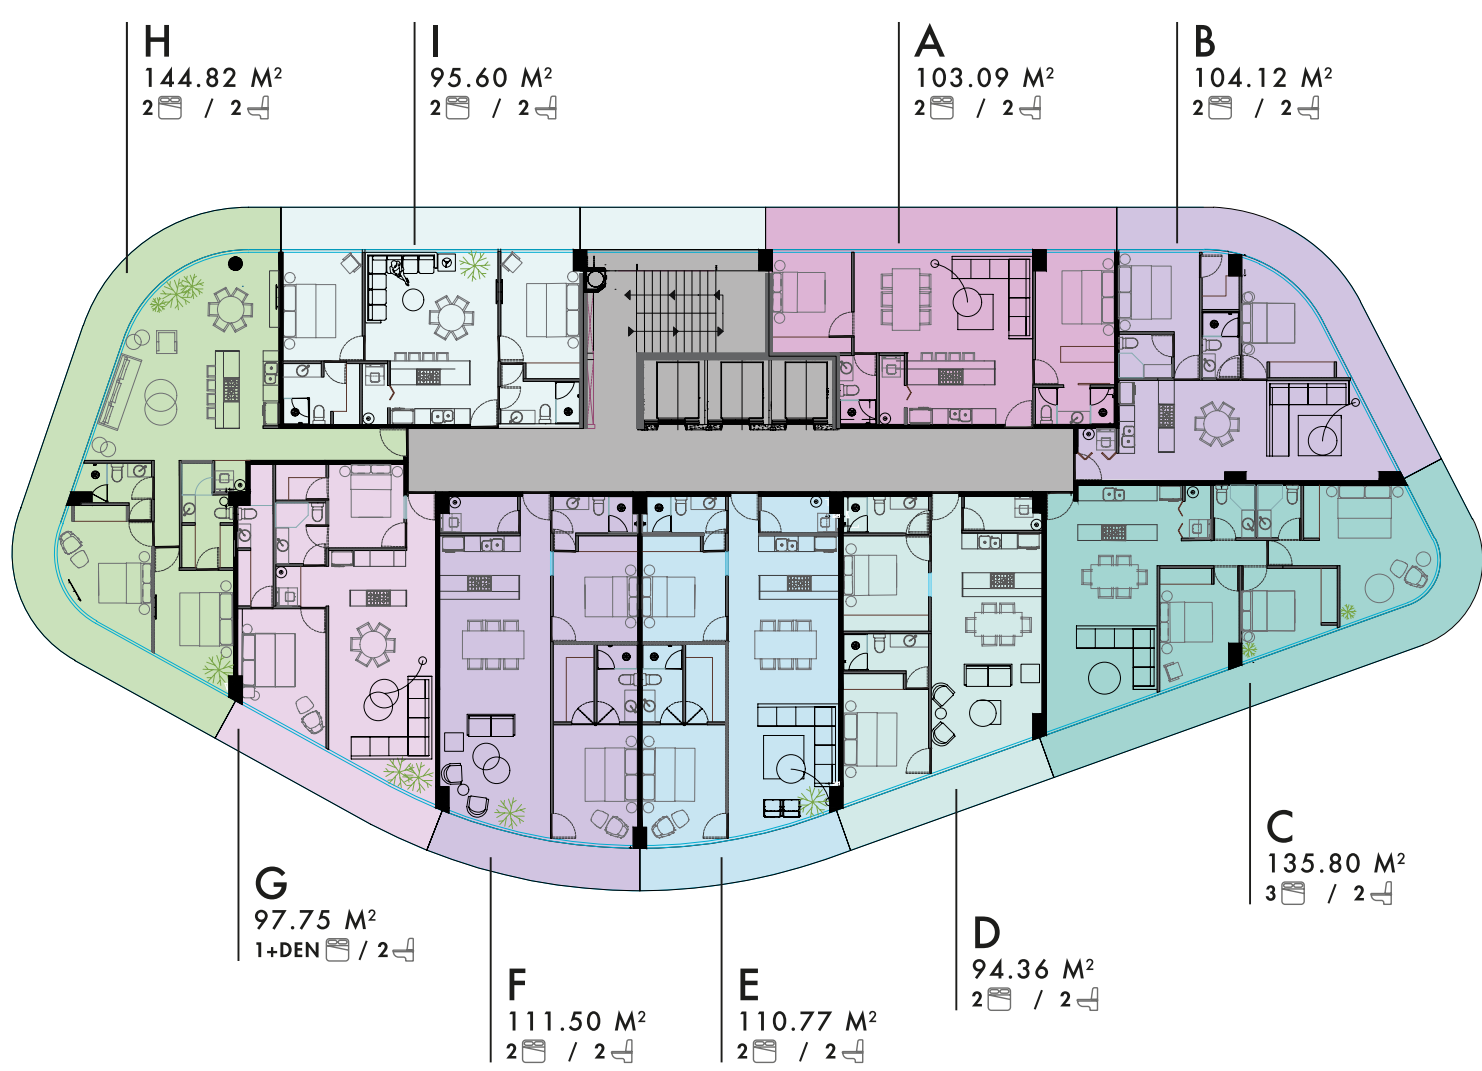 H
144.82 M²
2 / 2
I
95.60 M²
2 / 2
A
103.09 M²
2 / 2
B
104.12 M²
2 / 2
C
135.80 M²
3 / 2
G
97.75 M²
1+DEN / 2
D
94.36 M²
2 / 2
F
111.50 M²
2 / 2
E
110.77 M²
2 / 2